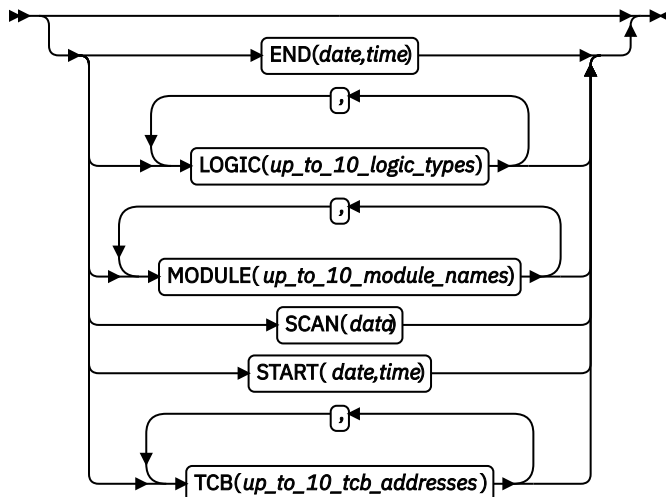 END(date,time)
,
LOGIC(up_to_10_logic_types)
,
MODULE( up_to_10_module_names)
SCAN(data)
START( date,time)
,
TCB(up_to_10_tcb_addresses)